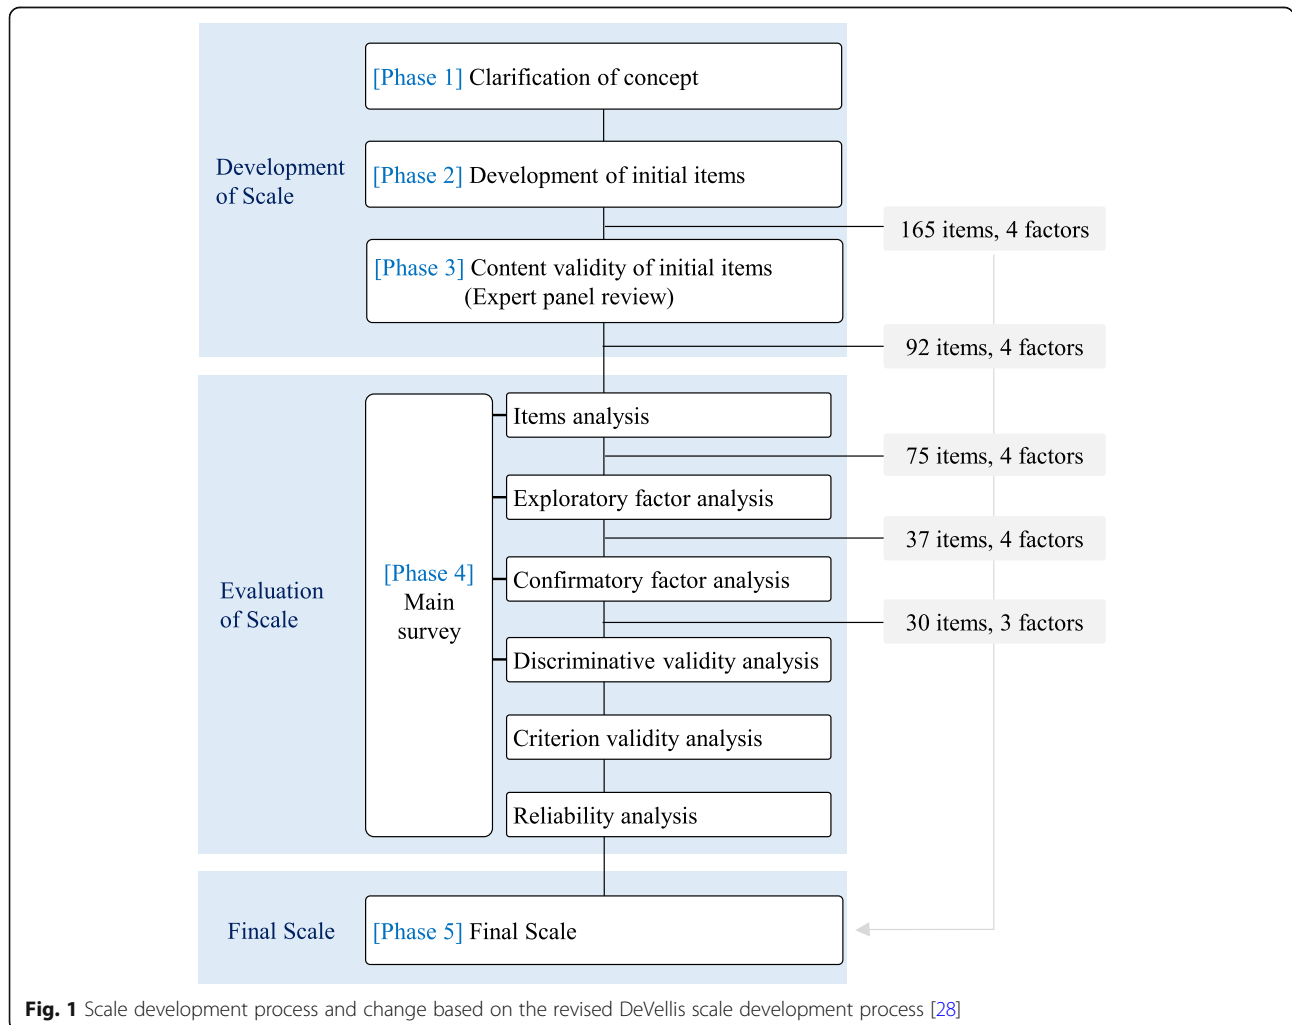 [Phase 1] Clarification of concept
Development
of Scale
[Phase 2] Development of initial items
165 items, 4 factors
[Phase 3] Content validity of initial items
(Expert panel review)
92 items, 4 factors
Items analysis
75 items, 4 factors
Exploratory factor analysis
37 items, 4 factors
Evaluation
of Scale
[Phase 4]
Main
survey
Confirmatory factor analysis
30 items, 3 factors
Discriminative validity analysis
Criterion validity analysis
Reliability analysis
Final Scale
[Phase 5] Final Scale
Fig. 1 Scale development process and change based on the revised DeVellis scale development process [28]